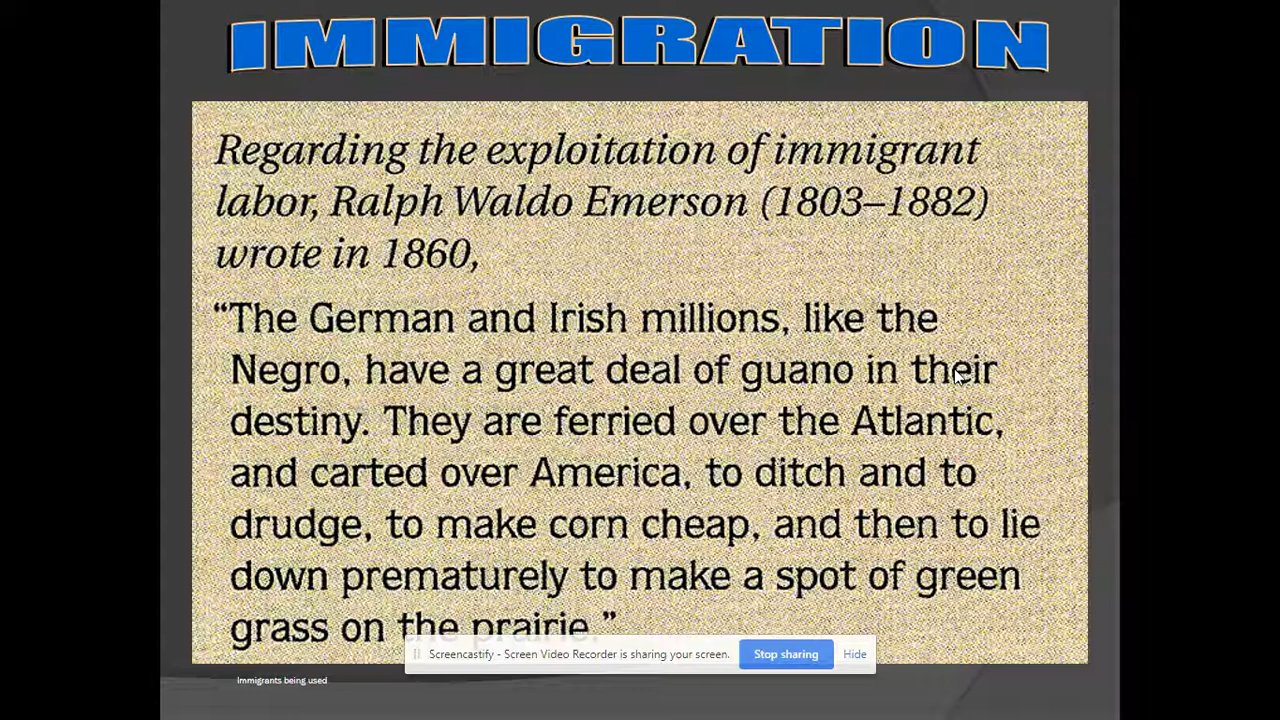 IMMIGRATION
Regarding the exploitation of immigrant
labor, Ralph Waldo Emerson (1803–1882)
wrote in 1860,
“The German and Irish millions, like the
Negro, have a great deal of guano in their
destiny. They are ferried over the Atlantic,
and carted over America, to ditch and to
drudge, to make corn cheap, and then to lie
down prematurely to make a spot of green
grass on the prairie.”
Screencastify - Screen Video Recorder is sharing your screen. Stop sharing Hide
Immigrants being used